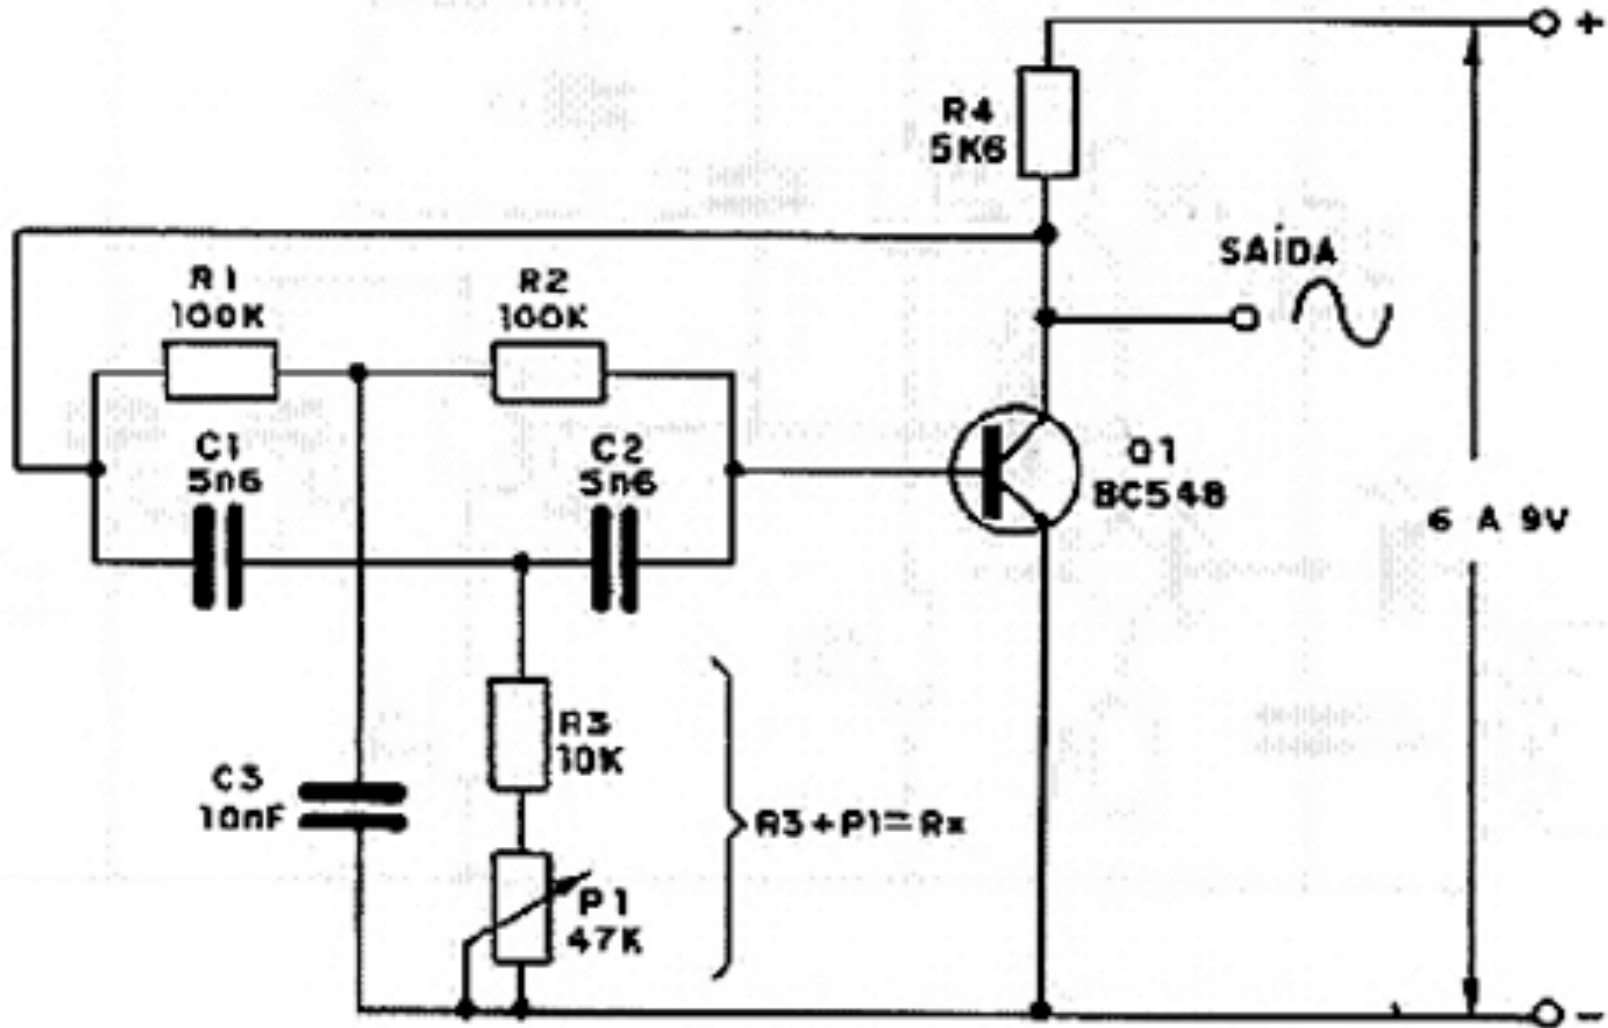 +
R4
5K6
SAÍDA
R1
100K
R2
100K
C1
5n6
C2
5n6
Q1
BC548
6 A 9V
R3
10K
C3
10nF
R3+P1=Rx
P1
47K
-